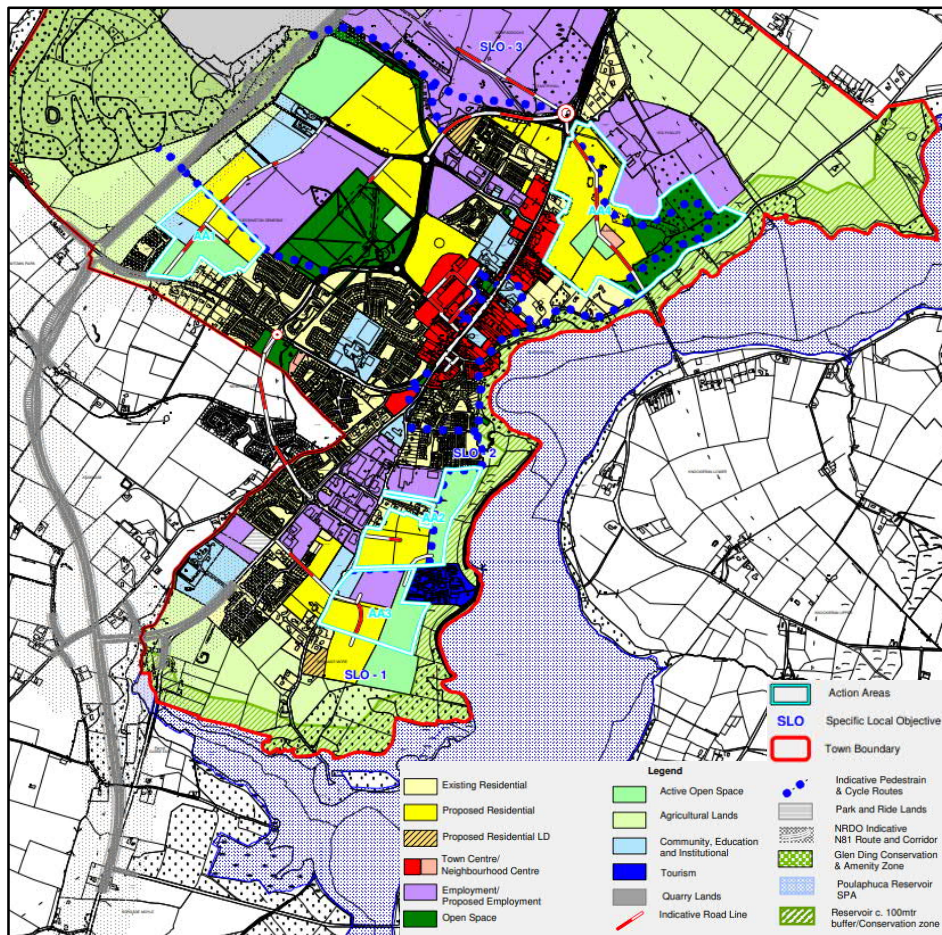 SLO - 3
AA1
AA4
SLO - 2
AA2
AA3
SLO - 1
Action Areas
SLO Specific Local Objective
Town Boundary
Legend
Existing Residential
Proposed Residential
Proposed Residential LD
Town Centre/
Neighbourhood Centre
Employment/
Proposed Employment
Open Space
Active Open Space
Agricultural Lands
Community, Education
and Institutional
Tourism
Quarry Lands
Indicative Road Line
Indicative Pedestrain
& Cycle Routes
Park and Ride Lands
NRDO Indicative
N81 Route and Corridor
Glen Ding Conservation
& Amenity Zone
Poulaphuca Reservoir
SPA
Reservoir c. 100mtr
buffer/Conservation zone